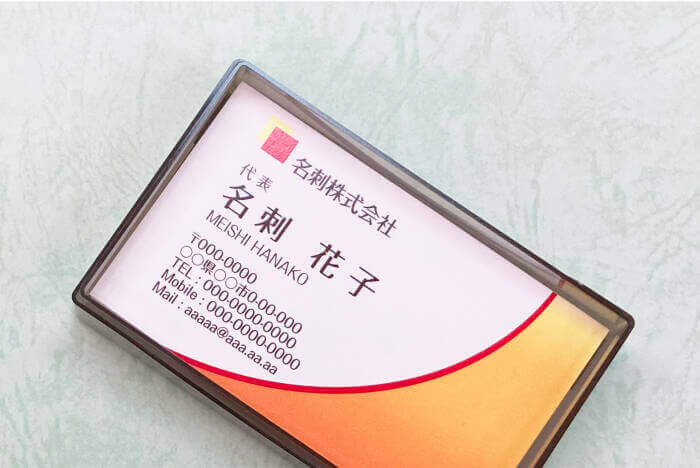 名刺株式会社
代表
名刺 花子
MEISHI HANAKO
〒000-0000
○○県○○市0-00-000
TEL : 000-0000-0000
Mobile : 000-0000-0000
Mail : aaaaa@aaa.aa.aa